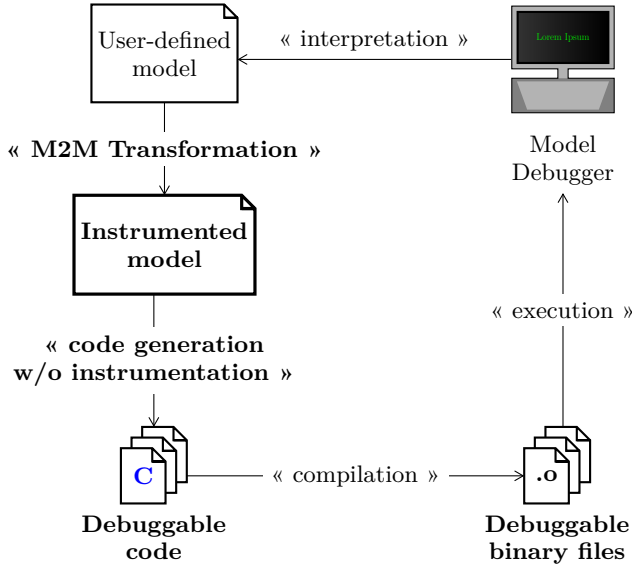 User-defined
model
« interpretation »
Lorem Ipsum
Model
Debugger
« M2M Transformation »
Instrumented
model
« execution »
« code generation
w/o instrumentation »
C
« compilation »
.o
Debuggable
code
Debuggable
binary files